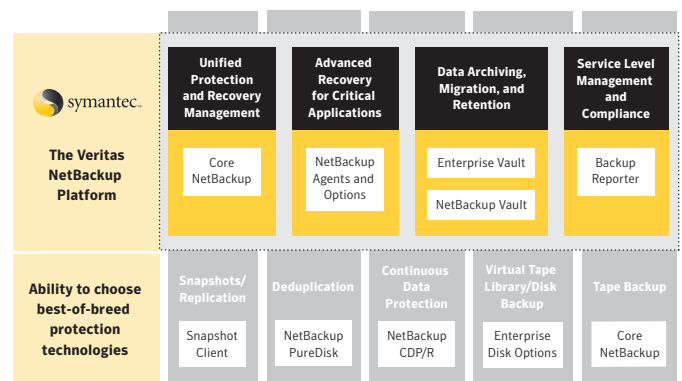 Unified
Protection
and Recovery
Management
Advanced
Recovery
for Critical
Applications
Data Archiving,
Migration, and
Retention
Service Level
Management
and
Compliance
symantec™
The Veritas
NetBackup
Platform
Core
NetBackup
NetBackup
Agents and
Options
Enterprise Vault
NetBackup Vault
Backup
Reporter
Ability to choose
best-of-breed
protection
technologies
Snapshots/
Replication
Deduplication
Continuous
Data
Protection
Virtual Tape
Library/Disk
Backup
Tape Backup
Snapshot
Client
NetBackup
PureDisk
NetBackup
CDP/R
Enterprise
Disk Options
Core
NetBackup